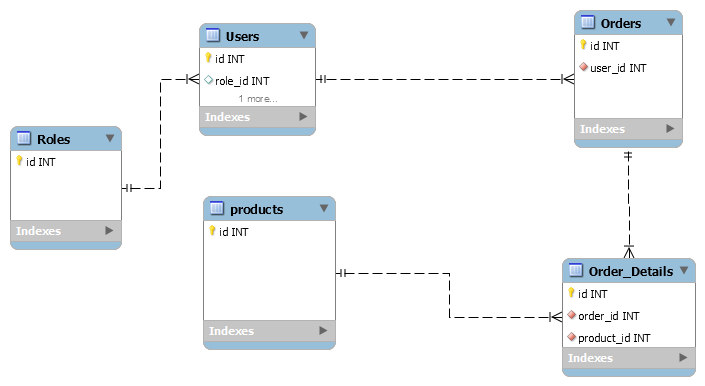 Users
id INT
role_id INT
1 more...
Indexes
Orders
id INT
user_id INT
Indexes
Roles
id INT
Indexes
products
id INT
Indexes
Order_Details
id INT
order_id INT
product_id INT
Indexes